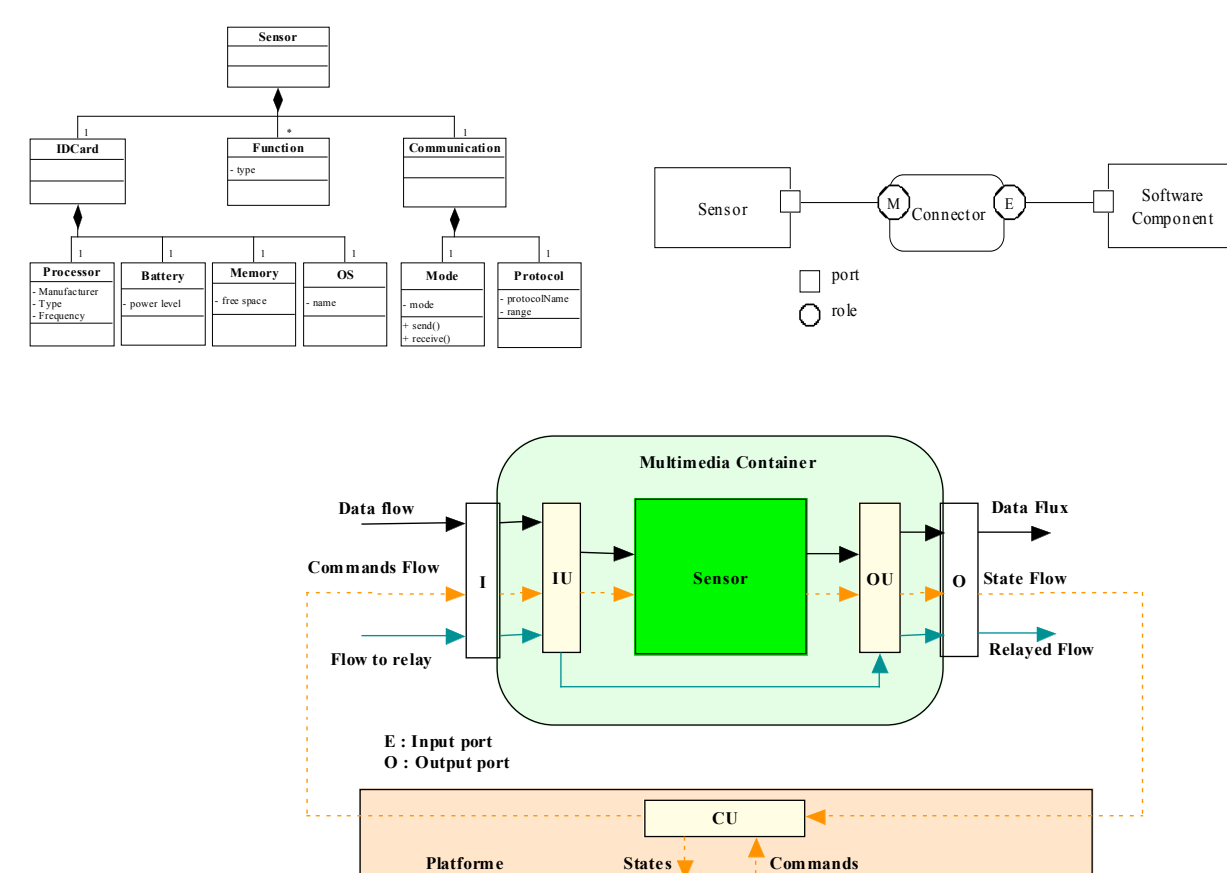 Sensor
1
*
1
IDCard
Function
- type
Communication
1
1
1
1
1
1
Processor
- Manufacturer
- Type
- Frequency
Battery
- power level
Memory
- free space
OS
- name
Mode
- mode
+ send()
+ receive()
Protocol
- protocolName
- range
Sensor
M
Connector
E
Software
Component
port
role
Multimedia Container
Data flow
Data Flux
Commands Flow
I
IU
Sensor
OU
O
State Flow
Flow to relay
Relayed Flow
E : Input port
O : Output port
CU
Platforme
States
Commands